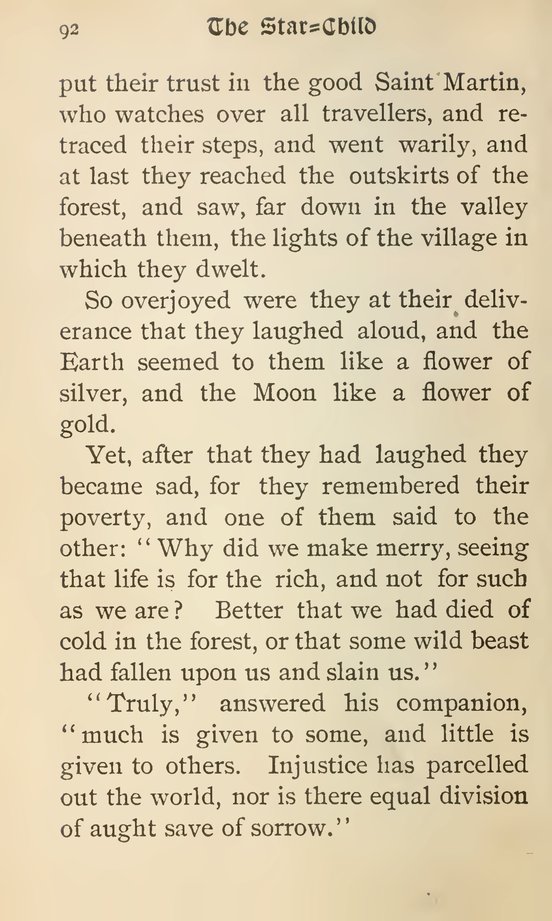 92 The Star=Child
put their trust in the good Saint Martin,
who watches over all travellers, and re-
traced their steps, and went warily, and
at last they reached the outskirts of the
forest, and saw, far down in the valley
beneath them, the lights of the village in
which they dwelt.
So overjoyed were they at their deliv-
erance that they laughed aloud, and the
Earth seemed to them like a flower of
silver, and the Moon like a flower of
gold.
Yet, after that they had laughed they
became sad, for they remembered their
poverty, and one of them said to the
other: "Why did we make merry, seeing
that life is for the rich, and not for such
as we are? Better that we had died of
cold in the forest, or that some wild beast
had fallen upon us and slain us."
"Truly," answered his companion,
"much is given to some, and little is
given to others. Injustice has parcelled
out the world, nor is there equal division
of aught save of sorrow."